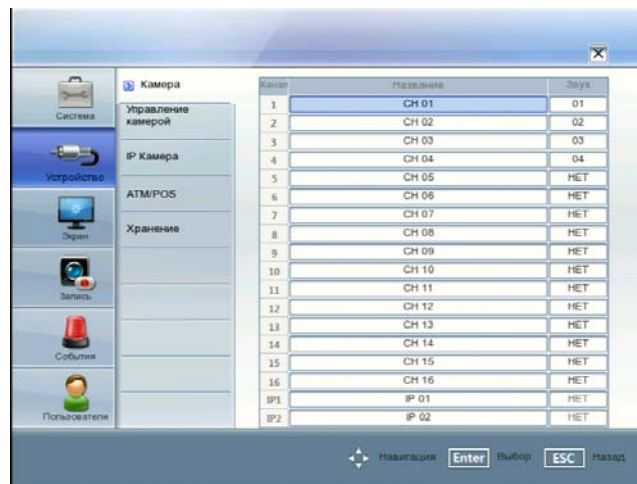 Система
Устройство
Экран
Запись
События
Пользователи
Камера
Управление
камерой
IP Камера
ATM/POS
Хранение
Канал Название Звук
1 CH 01 01
2 CH 02 02
3 CH 03 03
4 CH 04 04
5 CH 05 НЕТ
6 CH 06 НЕТ
7 CH 07 НЕТ
8 CH 08 НЕТ
9 CH 09 НЕТ
10 CH 10 НЕТ
11 CH 11 НЕТ
12 CH 12 НЕТ
13 CH 13 НЕТ
14 CH 14 НЕТ
15 CH 15 НЕТ
16 CH 16 НЕТ
IP1 IP 01 НЕТ
IP2 IP 02 НЕТ
Навигация Enter Выбор ESC Назад